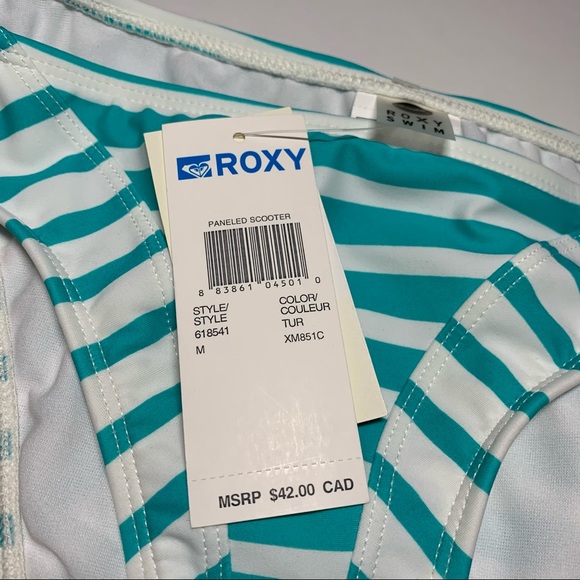 ROXY
SWIM
ROXY
PANELED SCOOTER
8 83861 04501 0
STYLE/ COLOR/
STYLE COULEUR
618541 TUR
M XM851C
MSRP $42.00 CAD